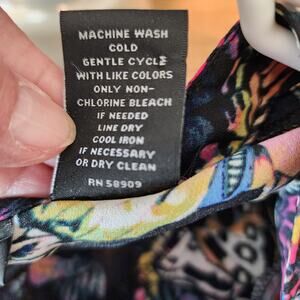 MACHINE WASH
COLD
GENTLE CYCLE
WITH LIKE COLORS
ONLY NON-
CHLORINE BLEACH
IF NEEDED
LINE DRY
COOL IRON
IF NECESSARY
OR DRY CLEAN
RN 58909